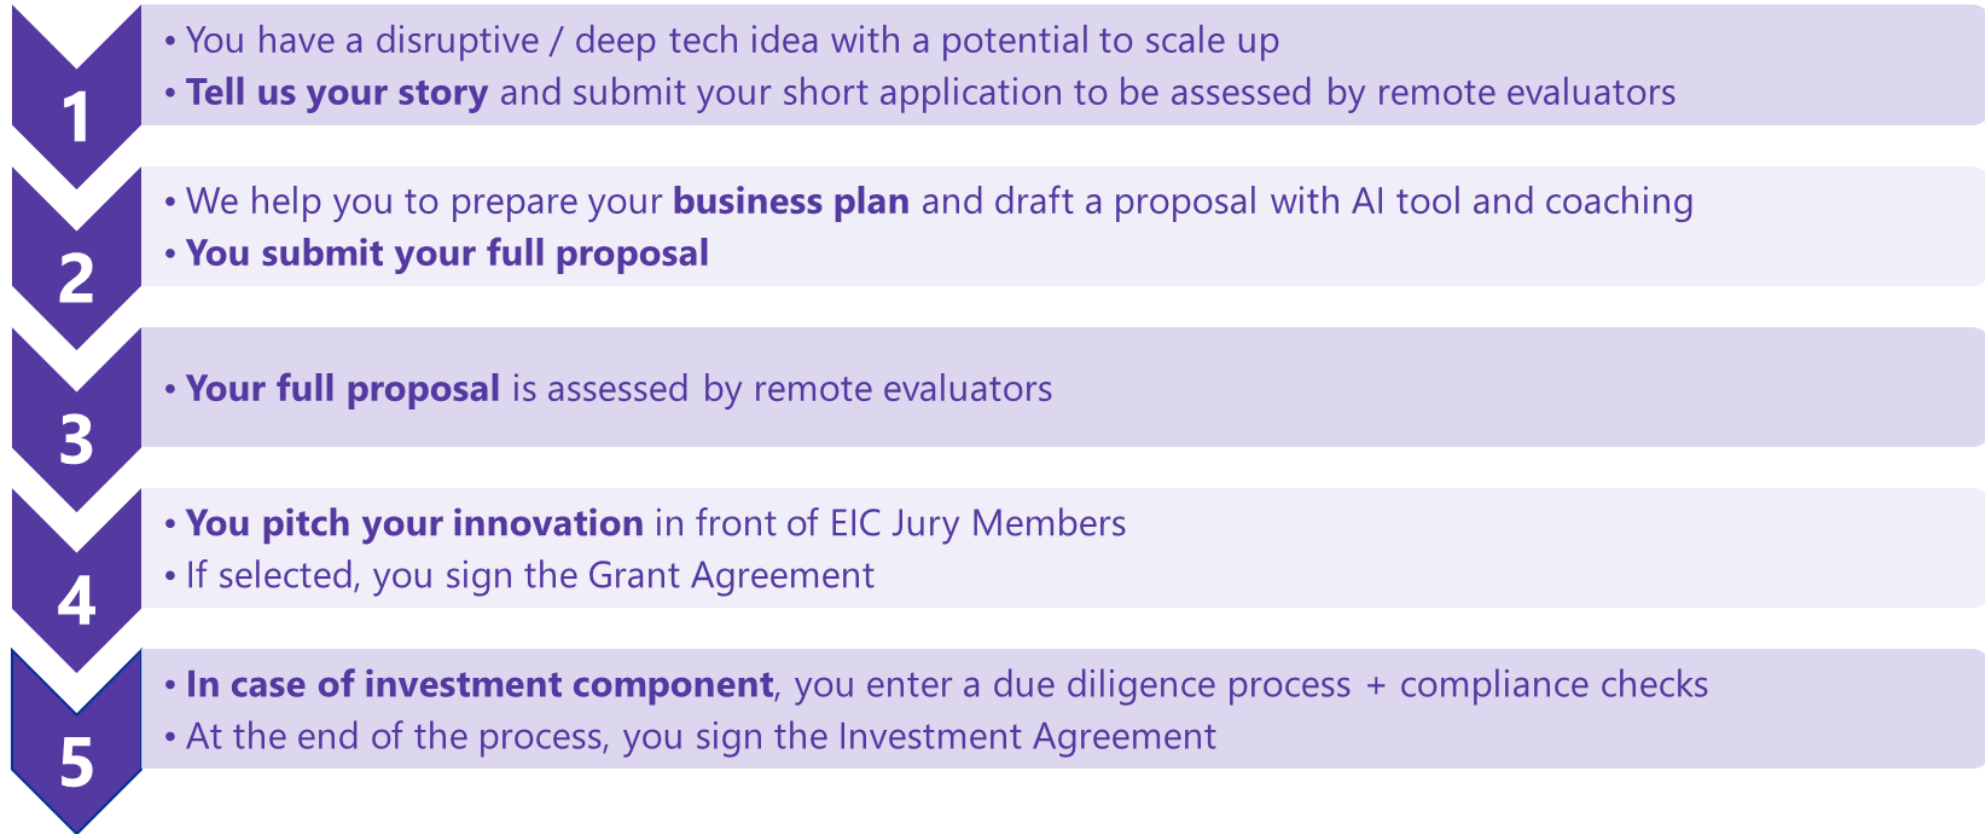 1
• You have a disruptive / deep tech idea with a potential to scale up
• Tell us your story and submit your short application to be assessed by remote evaluators
2
• We help you to prepare your business plan and draft a proposal with AI tool and coaching
• You submit your full proposal
3
• Your full proposal is assessed by remote evaluators
4
• You pitch your innovation in front of EIC Jury Members
• If selected, you sign the Grant Agreement
5
• In case of investment component, you enter a due diligence process + compliance checks
• At the end of the process, you sign the Investment Agreement